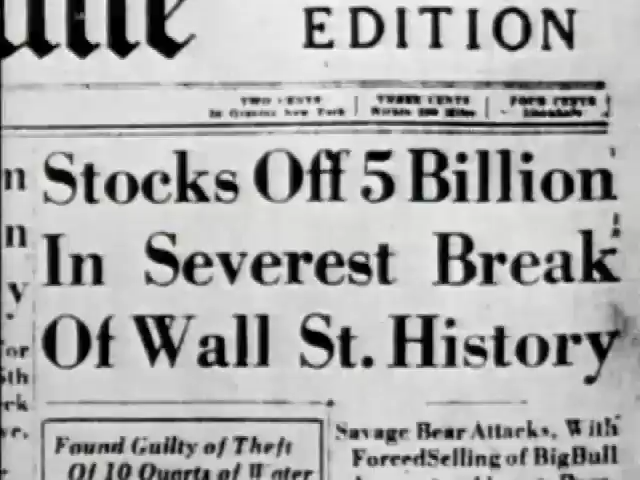 EDITION
TWO CENTS
In Greater New York
THREE CENTS
Within 200 Miles
FOUR CENTS
Elsewhere
Stocks Off 5 Billion
In Severest Break
Of Wall St. History
Found Guilty of Theft
Of 10 Quarts of Water
Savage Bear Attacks, With
Forced Selling of Big Bull